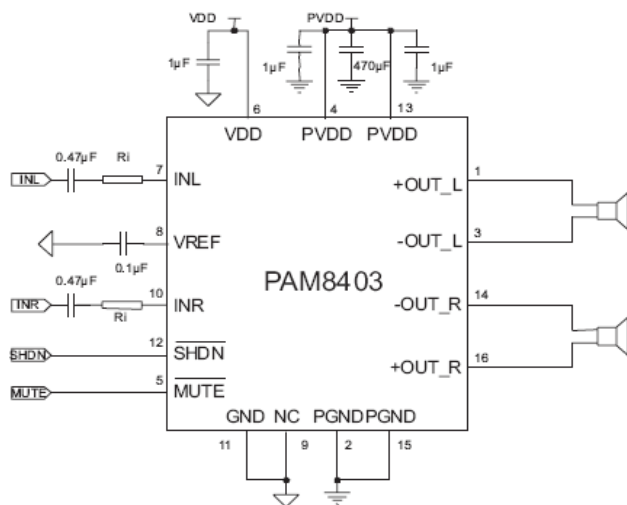 VDD PVDD
1µF 1µF 470µF 1µF
6 4 13
VDD PVDD PVDD
0.47µF Ri
INL 7 INL +OUT_L 1
8 VREF -OUT_L 3
0.1µF
PAM8403
0.47µF
INR 10 INR -OUT_R 14
Ri
SHDN 12 SHDN
+OUT_R 16
MUTE 5 MUTE
GND NC PGND PGND
11 9 2 15